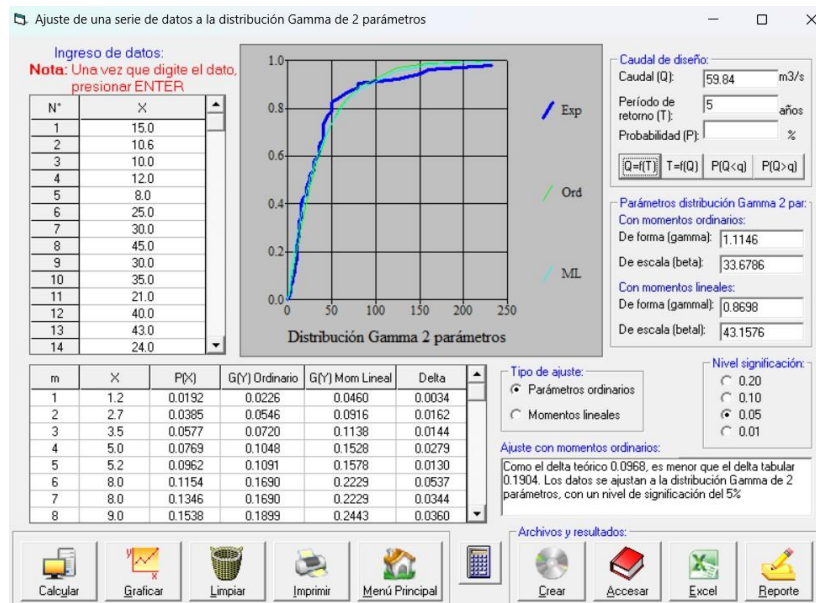 Ajuste de una serie de datos a la distribución Gamma de 2 parámetros
Ingreso de datos:
Nota: Una vez que digite el dato,
presionar ENTER
N° X
1 15.0
2 10.6
3 10.0
4 12.0
5 8.0
6 25.0
7 30.0
8 45.0
9 30.0
10 35.0
11 21.0
12 40.0
13 43.0
14 24.0
1.0
0.8
0.6
0.4
0.2
0.0
0 50 100 150 200 250
Exp
Ord
ML
Distribución Gamma 2 parámetros
Caudal de diseño:
Caudal (Q): 59.84 m3/s
Período de
retorno (T): 5 años
Probabilidad (P): %
Q=f(T) T=f(Q) P(Q<q) P(Q>q)
Parámetros distribución Gamma 2 par:
Con momentos ordinarios:
De forma (gamma): 1.1146
De escala (beta): 33.6786
Con momentos lineales:
De forma (gammal): 0.8698
De escala (betal): 43.1576
m X P(X) G(Y) Ordinario G(Y) Mom Lineal Delta
1 1.2 0.0192 0.0226 0.0460 0.0034
2 2.7 0.0385 0.0546 0.0916 0.0162
3 3.5 0.0577 0.0720 0.1138 0.0144
4 5.0 0.0769 0.1048 0.1528 0.0279
5 5.2 0.0962 0.1091 0.1578 0.0130
6 8.0 0.1154 0.1690 0.2229 0.0537
7 8.0 0.1346 0.1690 0.2229 0.0344
8 9.0 0.1538 0.1899 0.2443 0.0360
Tipo de ajuste:
Parámetros ordinarios
Momentos lineales
Nivel significación:
0.20
0.10
0.05
0.01
Ajuste con momentos ordinarios:
Como el delta teórico 0.0968, es menor que el delta tabular
0.1904. Los datos se ajustan a la distribución Gamma de 2
parámetros, con un nivel de significación del 5%
Calcular
Graficar
Limpiar
Imprimir
Menú Principal
Archivos y resultados:
Crear
Accesar
Excel
Reporte